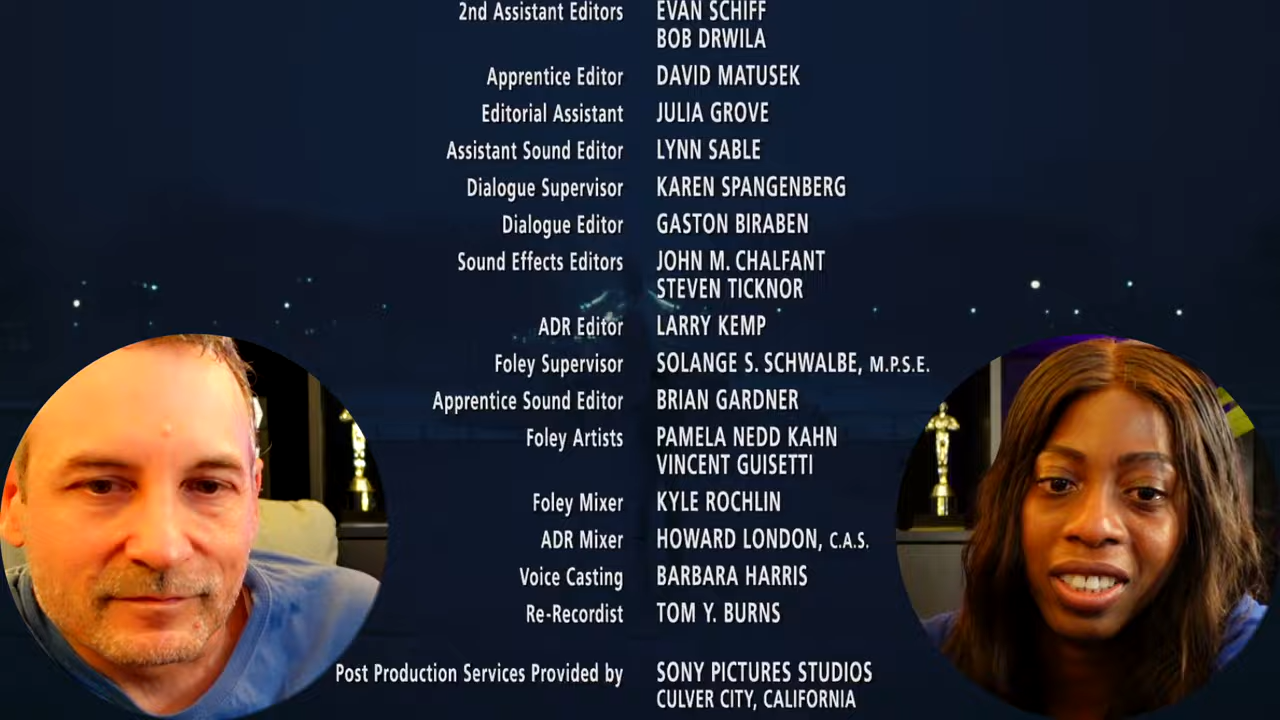 2nd Assistant Editors EVAN SCHIFF
BOB DRWILA
Apprentice Editor DAVID MATUSEK
Editorial Assistant JULIA GROVE
Assistant Sound Editor LYNN SABLE
Dialogue Supervisor KAREN SPANGENBERG
Dialogue Editor GASTON BIRABEN
Sound Effects Editors JOHN M. CHALFANT
STEVEN TICKNOR
ADR Editor LARRY KEMP
Foley Supervisor SOLANGE S. SCHWALBE, M.P.S.E.
Apprentice Sound Editor BRIAN GARDNER
Foley Artists PAMELA NEDD KAHN
VINCENT GUISETTI
Foley Mixer KYLE ROCHLIN
ADR Mixer HOWARD LONDON, C.A.S.
Voice Casting BARBARA HARRIS
Re-Recordist TOM Y. BURNS
Post Production Services Provided by SONY PICTURES STUDIOS
CULVER CITY, CALIFORNIA